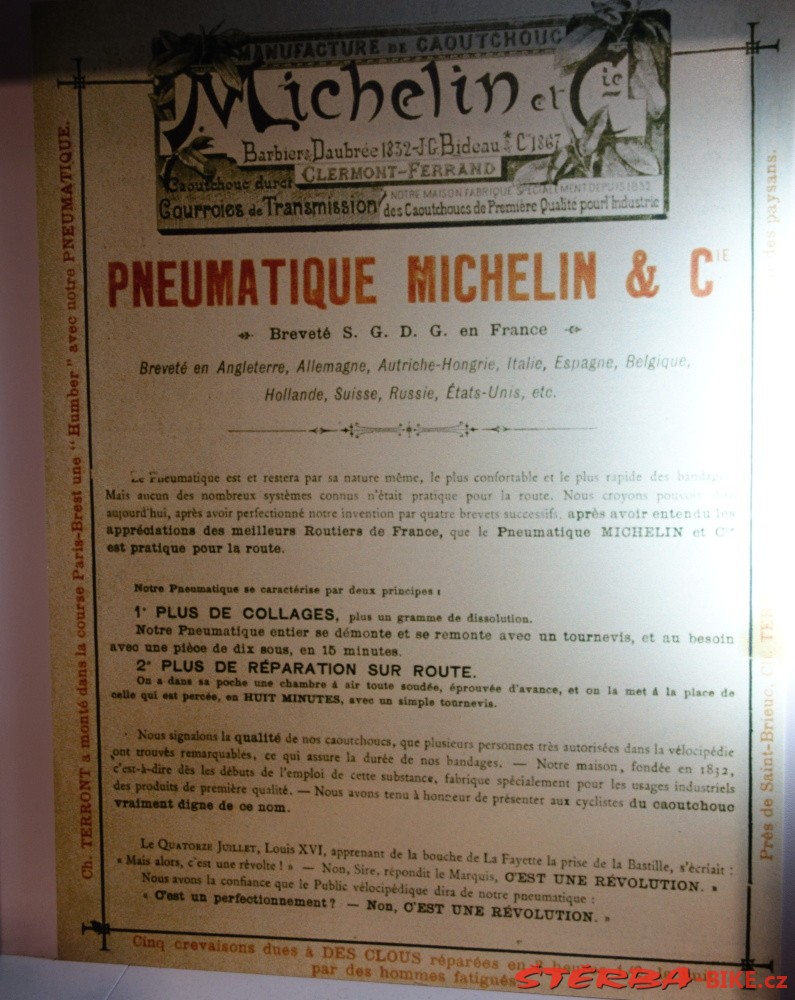 MANUFACTURE DE CAOUTCHOUC
Michelin et Cie
Barbier & Daubrée 1832 - J.G. Bideau & Cie 1867
CLERMONT-FERRAND
Caoutchouc durci
NOTRE MAISON FABRIQUE SPÉCIALEMENT DEPUIS 1832
Courroies de Transmission des Caoutchoucs de Première Qualité pour l'Industrie
PNEUMATIQUE MICHELIN & CIE
Breveté S. G. D. G. en France
Breveté en Angleterre, Allemagne, Autriche-Hongrie, Italie, Espagne, Belgique,
Hollande, Suisse, Russie, États-Unis, etc.
Le Pneumatique est et restera par sa nature même, le plus confortable et le plus rapide des
Mais aucun des nombreux systèmes connus n'était pratique pour la route. Nous croyons
aujourd'hui, après avoir perfectionné notre invention par quatre brevets successifs, après avoir entendu les
appréciations des meilleurs Routiers de France, que le Pneumatique MICHELIN et Cie
est pratique pour la route.
Notre Pneumatique se caractérise par deux principes :
1° PLUS DE COLLAGES, plus un gramme de dissolution.
Notre Pneumatique entier se démonte et se remonte avec un tournevis, et au besoin
avec une pièce de dix sous, en 15 minutes.
2° PLUS DE RÉPARATION SUR ROUTE.
On a dans sa poche une chambre à air toute soudée, éprouvée d'avance, et on la met à la place de
celle qui est percée, en HUIT MINUTES, avec un simple tournevis.
Nous signalons la qualité de nos caoutchoucs, que plusieurs personnes très autorisées dans la vélocipédie
ont trouvés remarquables, ce qui assure la durée de nos bandages. — Notre maison, fondée en 1832,
c'est-à-dire dès les débuts de l'emploi de cette substance, fabrique spécialement pour les usages industriels
des produits de première qualité. — Nous avons tenu à honneur de présenter aux cyclistes du caoutchouc
vraiment digne de ce nom.
Le QUATORZE JUILLET, Louis XVI, apprenant de la bouche de La Fayette la prise de la Bastille, s'écriait :
« Mais alors, c'est une révolte ! » — Non, Sire, répondit le Marquis, C'EST UNE RÉVOLUTION. »
Nous avons la confiance que le Public vélocipédique dira de notre pneumatique :
« C'est un perfectionnement ? — Non, C'EST UNE RÉVOLUTION. »
Ch. TERRONT a monté dans la course Paris-Brest une "Humber" avec notre PNEUMATIQUE.
Près de Saint-Brieuc, Ch. TER
des paysans.
Cinq crevaisons dues à DES CLOUS réparées en
par des hommes fatigués
STERBA-BIKE.cz